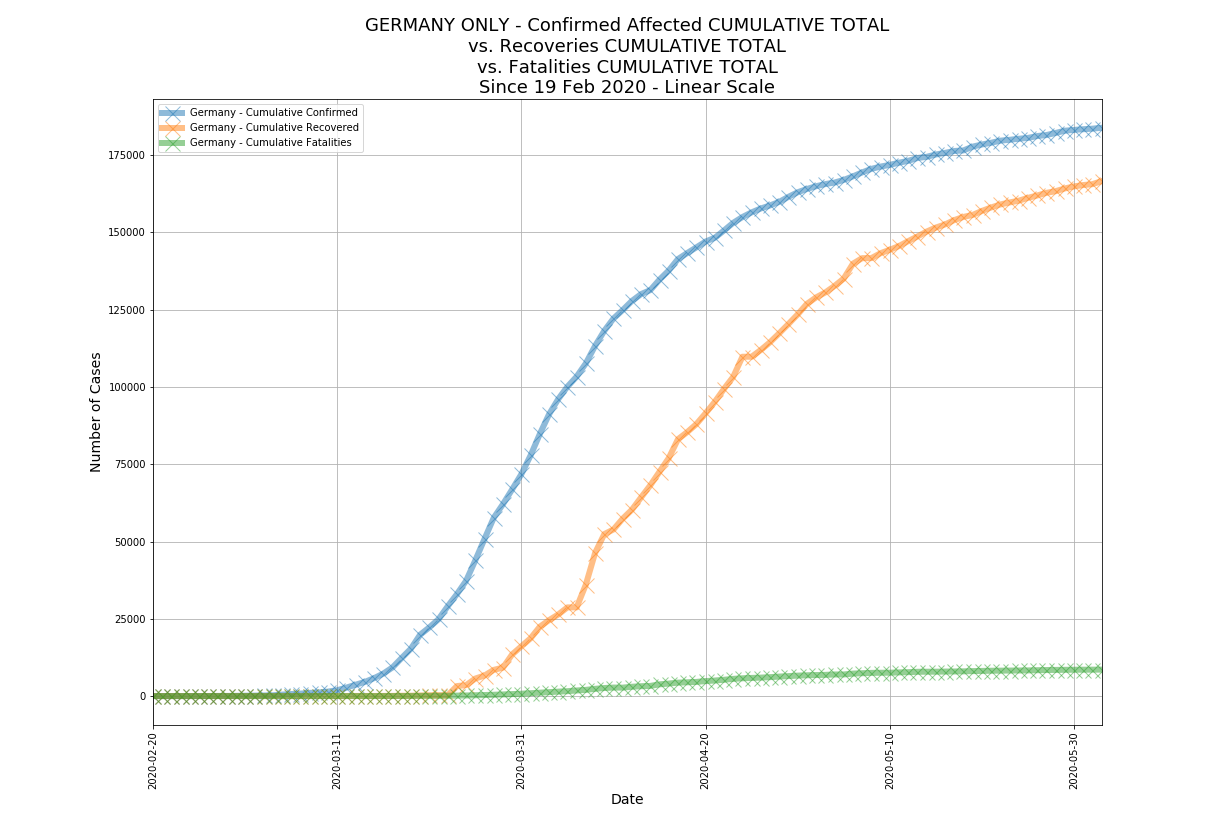 GERMANY ONLY - Confirmed Affected CUMULATIVE TOTAL
vs. Recoveries CUMULATIVE TOTAL
vs. Fatalities CUMULATIVE TOTAL
Since 19 Feb 2020 - Linear Scale
Germany - Cumulative Confirmed
Germany - Cumulative Recovered
Germany - Cumulative Fatalities
Number of Cases
175000
150000
125000
100000
75000
50000
25000
0
2020-02-20
2020-03-11
2020-03-31
2020-04-20
2020-05-10
2020-05-30
Date